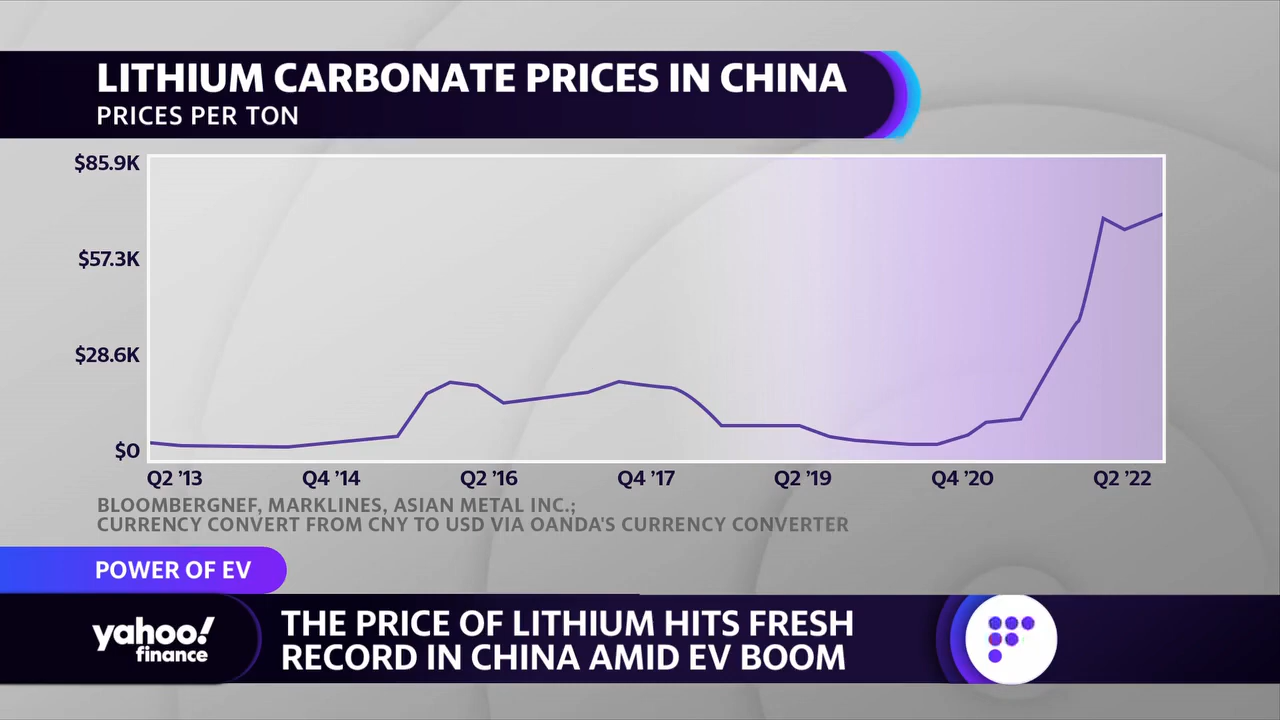 LITHIUM CARBONATE PRICES IN CHINA
PRICES PER TON
$85.9K
$57.3K
$28.6K
$0
Q2 ’13 Q4 ’14 Q2 ’16 Q4 ’17 Q2 ’19 Q4 ’20 Q2 ’22
BLOOMBERGNEF, MARKLINES, ASIAN METAL INC.;
CURRENCY CONVERT FROM CNY TO USD VIA OANDA'S CURRENCY CONVERTER
POWER OF EV
yahoo!
finance
THE PRICE OF LITHIUM HITS FRESH
RECORD IN CHINA AMID EV BOOM